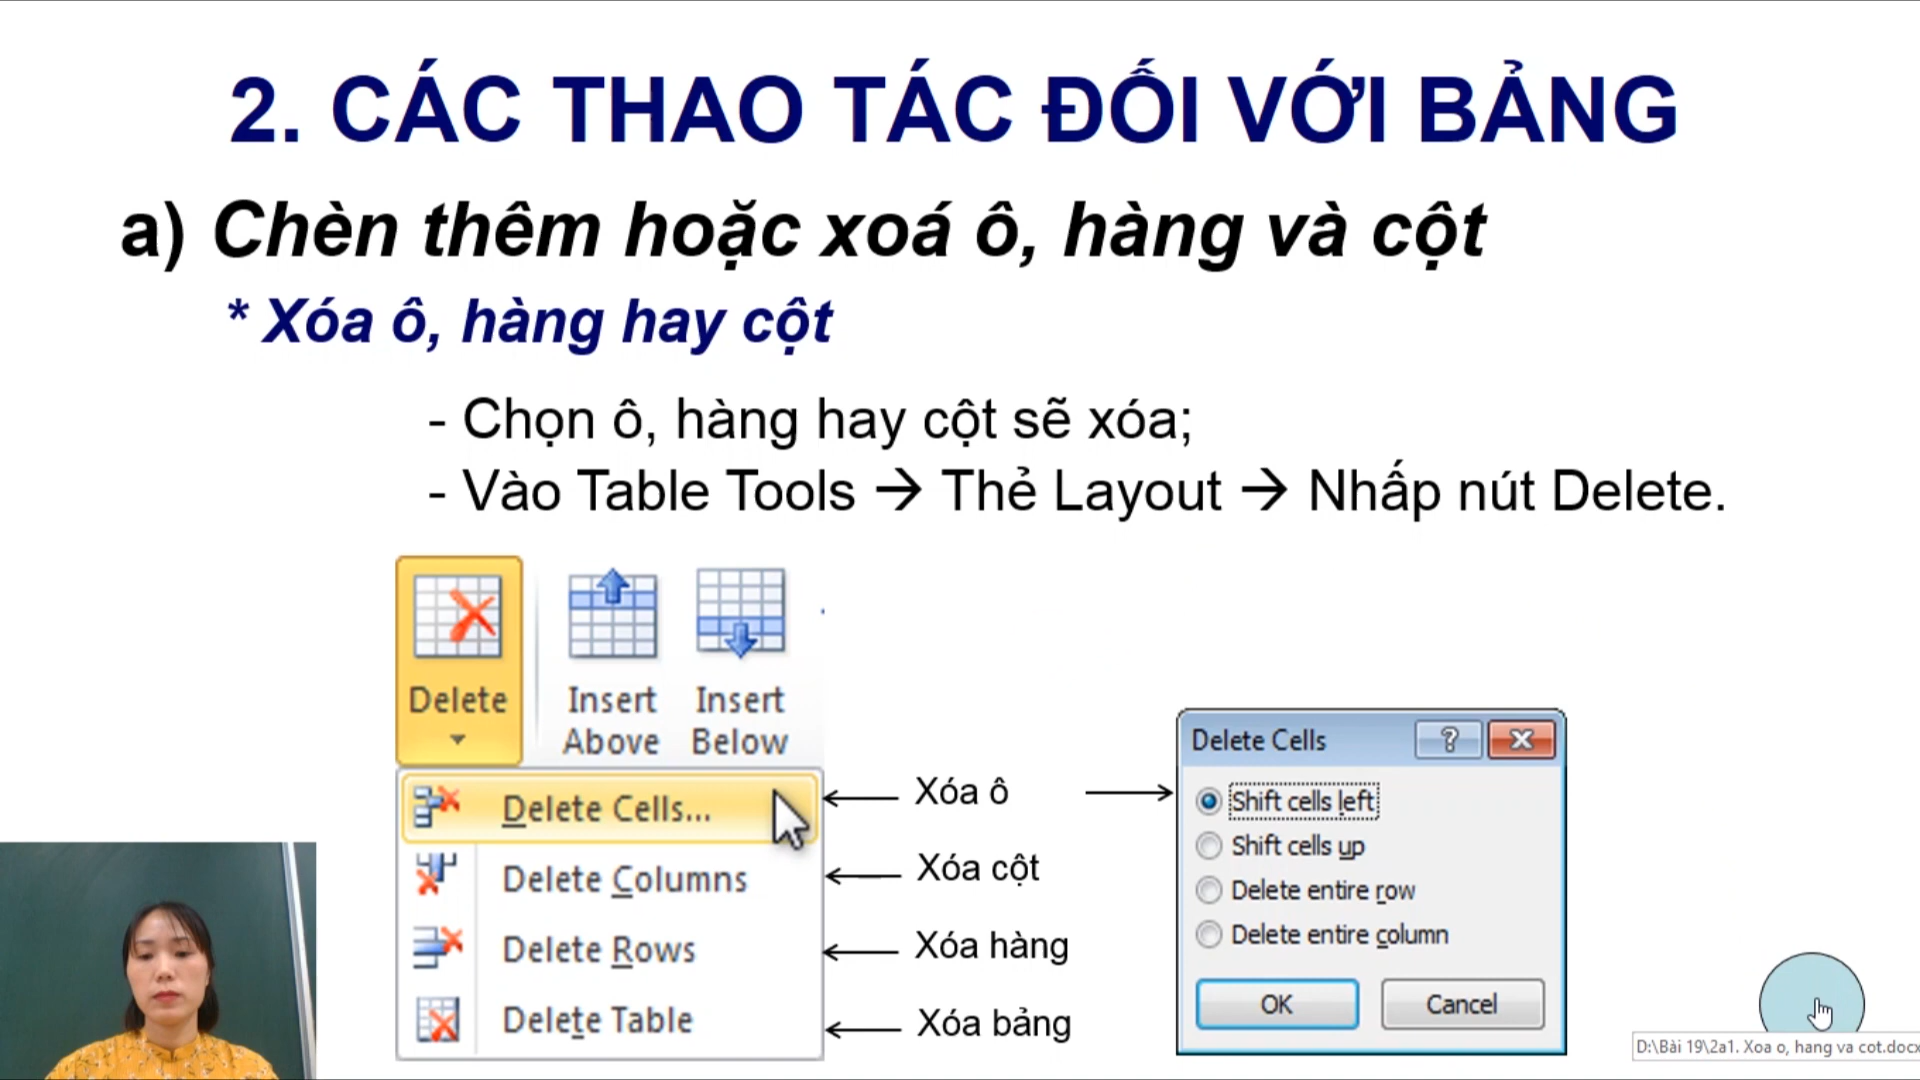 2. CÁC THAO TÁC ĐỐI VỚI BẢNG
a) Chèn thêm hoặc xoá ô, hàng và cột
* Xóa ô, hàng hay cột
- Chọn ô, hàng hay cột sẽ xóa;
- Vào Table Tools → Thẻ Layout → Nhấp nút Delete.
Delete
Insert Above
Insert Below
Delete Cells...
Delete Columns
Delete Rows
Delete Table
Xóa ô
Xóa cột
Xóa hàng
Xóa bảng
Delete Cells
Shift cells left
Shift cells up
Delete entire row
Delete entire column
OK
Cancel
D:\Bài 19\2a1. Xoa o, hang va cot.docx